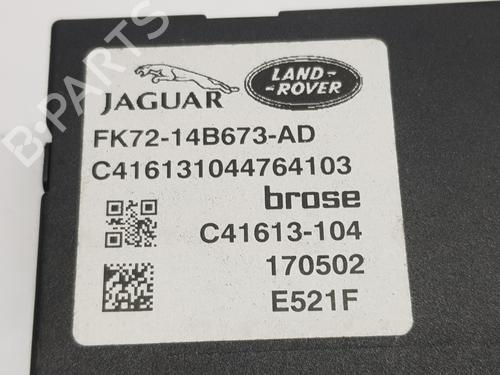 JAGUAR
LAND-
-ROVER
FK72-14B673-AD
C416131044764103
brose
C41613-104
170502
E521F
B-PARTS